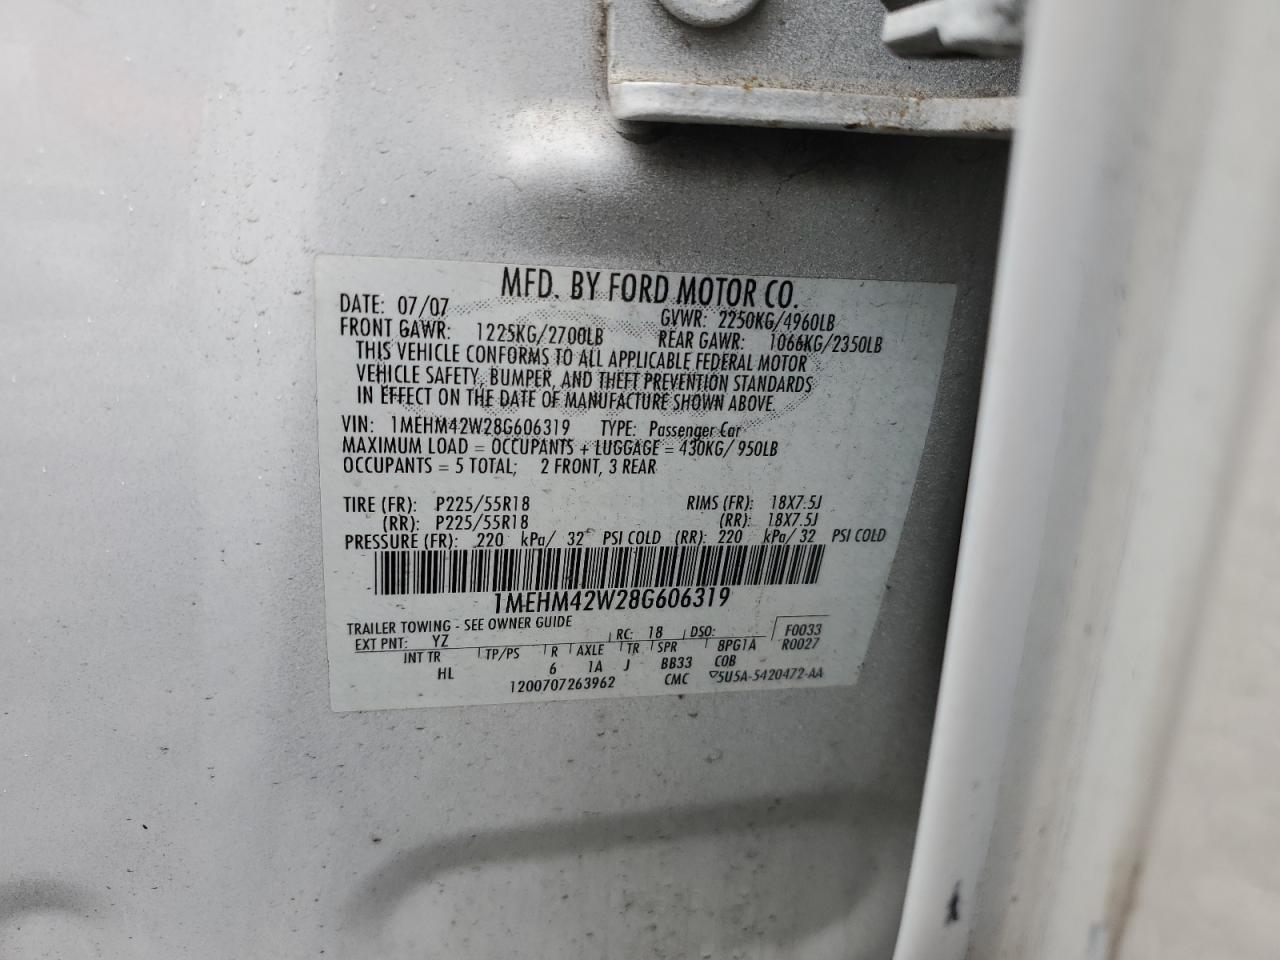 MFD. BY FORD MOTOR CO.
DATE: 07/07 GVWR: 2250KG/4960LB
FRONT GAWR: 1225KG/2700LB REAR GAWR: 1066KG/2350LB
THIS VEHICLE CONFORMS TO ALL APPLICABLE FEDERAL MOTOR
VEHICLE SAFETY, BUMPER, AND THEFT PREVENTION STANDARDS
IN EFFECT ON THE DATE OF MANUFACTURE SHOWN ABOVE.
VIN: 1MEHM42W28G606319 TYPE: Passenger Car
MAXIMUM LOAD = OCCUPANTS + LUGGAGE = 430KG/ 950LB
OCCUPANTS = 5 TOTAL; 2 FRONT, 3 REAR
TIRE (FR): P225/55R18 RIMS (FR): 18X7.5J
(RR): P225/55R18 (RR): 18X7.5J
PRESSURE (FR): 220 kPa/ 32 PSI COLD (RR): 220 kPa/ 32 PSI COLD
1MEHM42W28G606319
TRAILER TOWING - SEE OWNER GUIDE
EXT PNT: YZ RC: 18 DSO: F0033
INT TR TP/PS R AXLE TR SPR 8PG1A R0027
HL 6 1A J BB33 COB
1200707263962 CMC ▽5U5A-5420472-AA